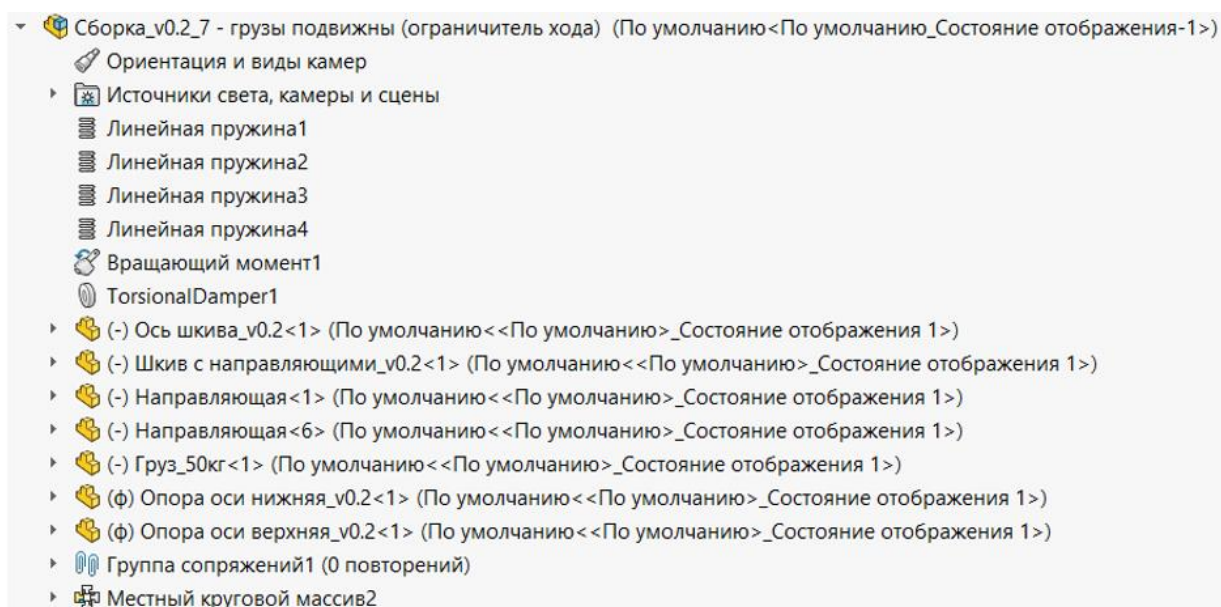 Сборка_v0.2_7 - грузы подвижны (ограничитель хода) (По умолчанию<По умолчанию_Состояние отображения-1>)
Ориентация и виды камер
Источники света, камеры и сцены
Линейная пружина1
Линейная пружина2
Линейная пружина3
Линейная пружина4
Вращающий момент1
TorsionalDamper1
(-) Ось шкива_v0.2<1> (По умолчанию<<По умолчанию>_Состояние отображения 1>)
(-) Шкив с направляющими_v0.2<1> (По умолчанию<<По умолчанию>_Состояние отображения 1>)
(-) Направляющая<1> (По умолчанию<<По умолчанию>_Состояние отображения 1>)
(-) Направляющая<6> (По умолчанию<<По умолчанию>_Состояние отображения 1>)
(-) Груз_50кг<1> (По умолчанию<<По умолчанию>_Состояние отображения 1>)
(ф) Опора оси нижняя_v0.2<1> (По умолчанию<<По умолчанию>_Состояние отображения 1>)
(ф) Опора оси верхняя_v0.2<1> (По умолчанию<<По умолчанию>_Состояние отображения 1>)
Группа сопряжений1 (0 повторений)
Местный круговой массив2